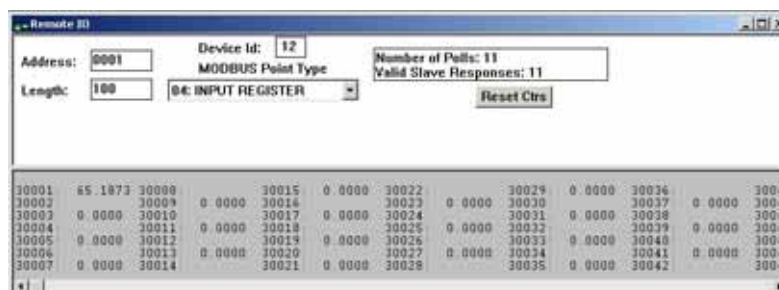 Remote IO
Address: 0001
Device Id: 12
MODBUS Point Type
Length: 100
04: INPUT REGISTER
Number of Polls: 11
Valid Slave Responses: 11
Reset Ctrs
30001 65.1873 30008 30015 0.0000 30022 30029 0.0000 30036
30002 30009 0.0000 30016 30023 0.0000 30030 30037 0.0000
30003 0.0000 30010 30017 0.0000 30024 30031 0.0000 30038
30004 30011 0.0000 30018 30025 0.0000 30032 30039 0.0000
30005 0.0000 30012 30019 0.0000 30026 30033 0.0000 30040
30006 30013 0.0000 30020 30027 0.0000 30034 30041 0.0000
30007 0.0000 30014 30021 0.0000 30028 30035 0.0000 30042